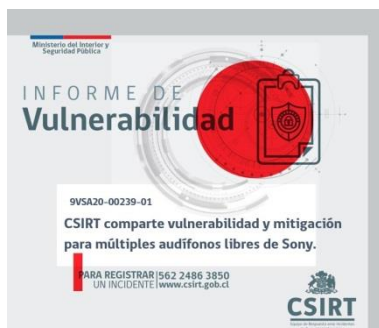 Ministerio del Interior y
Seguridad Pública
INFORME DE
Vulnerabilidad
9VSA20-00239-01
CSIRT comparte vulnerabilidad y mitigación
para múltiples audífonos libres de Sony.
PARA REGISTRAR | 562 2486 3850
UN INCIDENTE | www.csirt.gob.cl
CSIRT